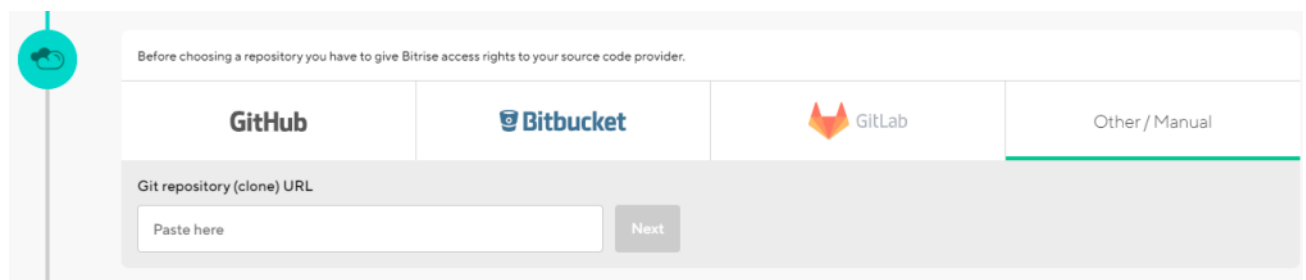 Before choosing a repository you have to give Bitrise access rights to your source code provider.
GitHub
Bitbucket
GitLab
Other / Manual
Git repository (clone) URL
Paste here
Next